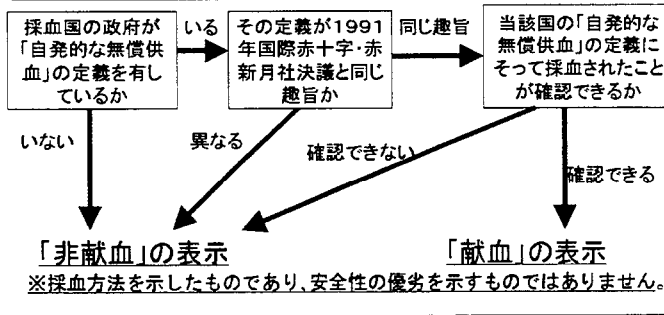 採血国の政府が
「自発的な無償供
血」の定義を有し
ているか
いる
その定義が1991
年国際赤十字・赤
新月社決議と同じ
趣旨か
同じ趣旨
当該国の「自発的な
無償供血」の定義に
そって採血されたこと
が確認できるか
いない
異なる
確認できない
確認できる
「非献血」の表示
「献血」の表示
※採血方法を示したものであり、安全性の優劣を示すものではありません。